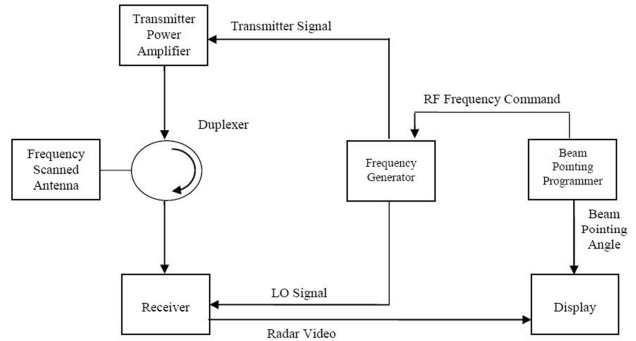 Transmitter
Power
Amplifier
Transmitter Signal
RF Frequency Command
Duplexer
Frequency
Scanned
Antenna
Frequency
Generator
Beam
Pointing
Programmer
Beam
Pointing
Angle
Receiver
LO Signal
Display
Radar Video